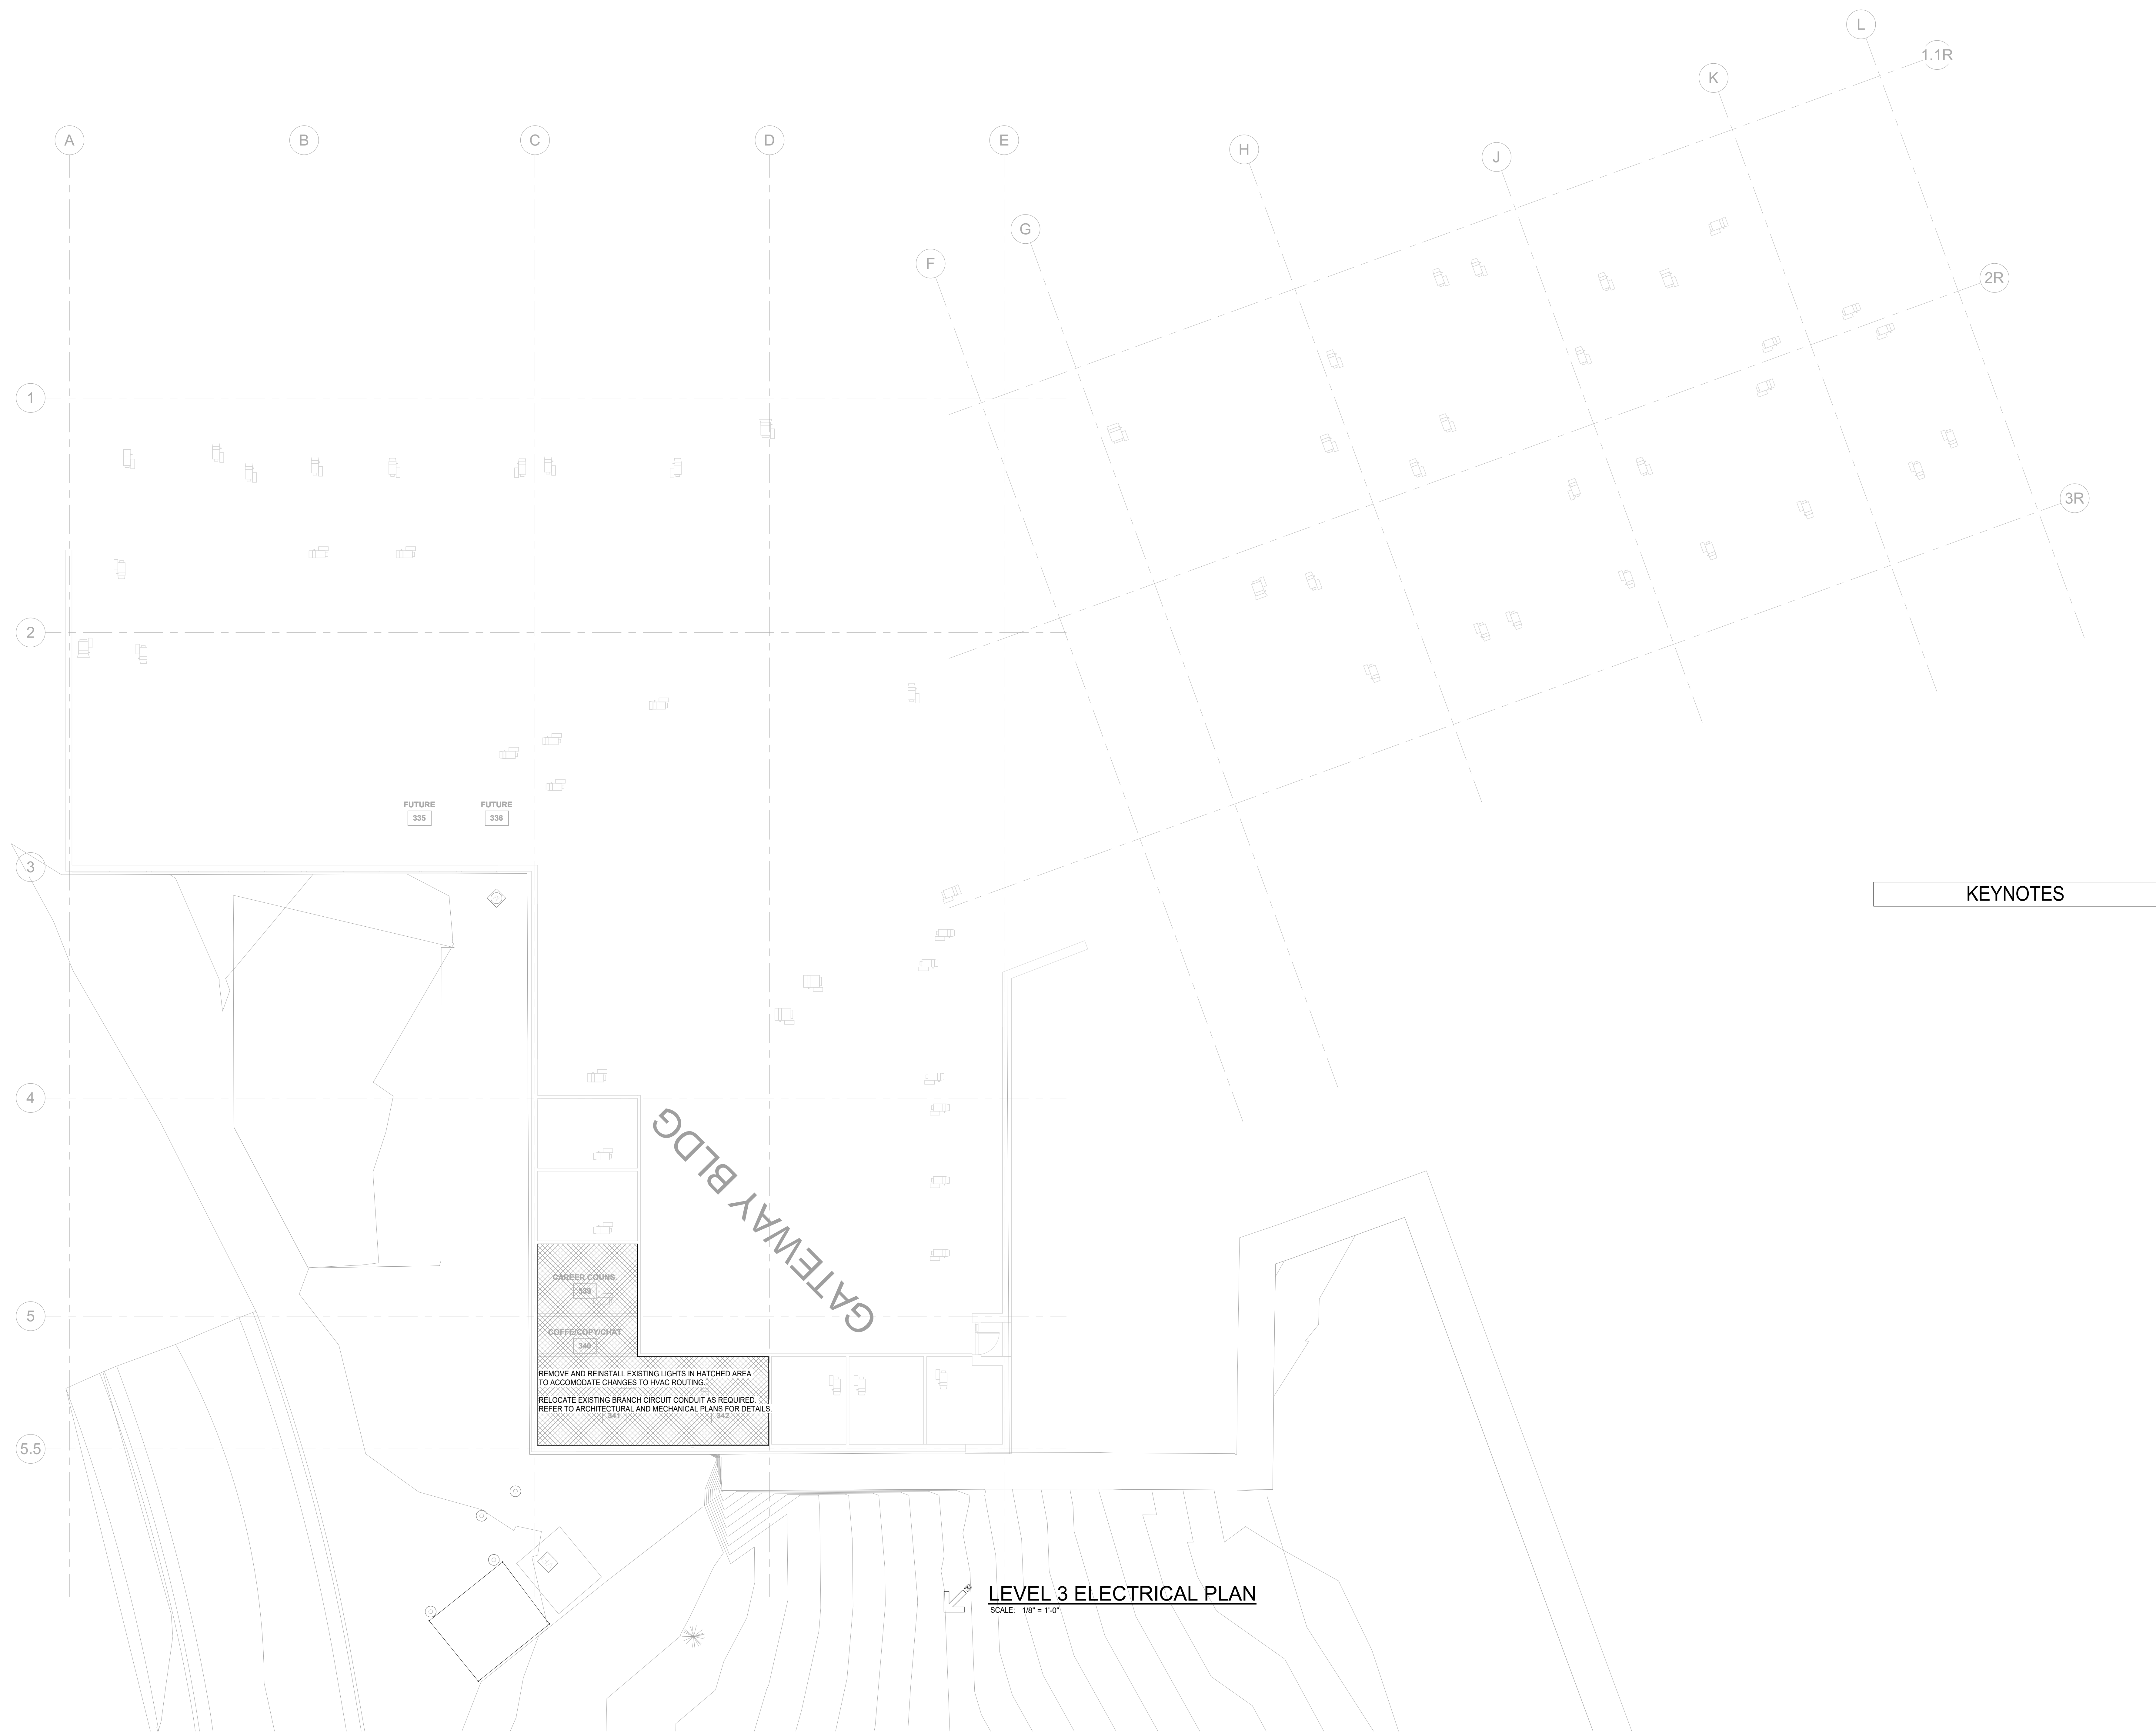 L
1.1R
K
A
B
C
D
E
H
J
G
F
2R
1
3R
2
FUTURE
335
FUTURE
336
3
KEYNOTES
4
GATEWAY BLDG
CAREER COUNS.
339
5
COFFE/COPY/CHAT
340
REMOVE AND REINSTALL EXISTING LIGHTS IN HATCHED AREA
TO ACCOMODATE CHANGES TO HVAC ROUTING.
RELOCATE EXISTING BRANCH CIRCUIT CONDUIT AS REQUIRED.
REFER TO ARCHITECTURAL AND MECHANICAL PLANS FOR DETAILS.
341
342
5.5
LEVEL 3 ELECTRICAL PLAN
SCALE: 1/8" = 1'-0"